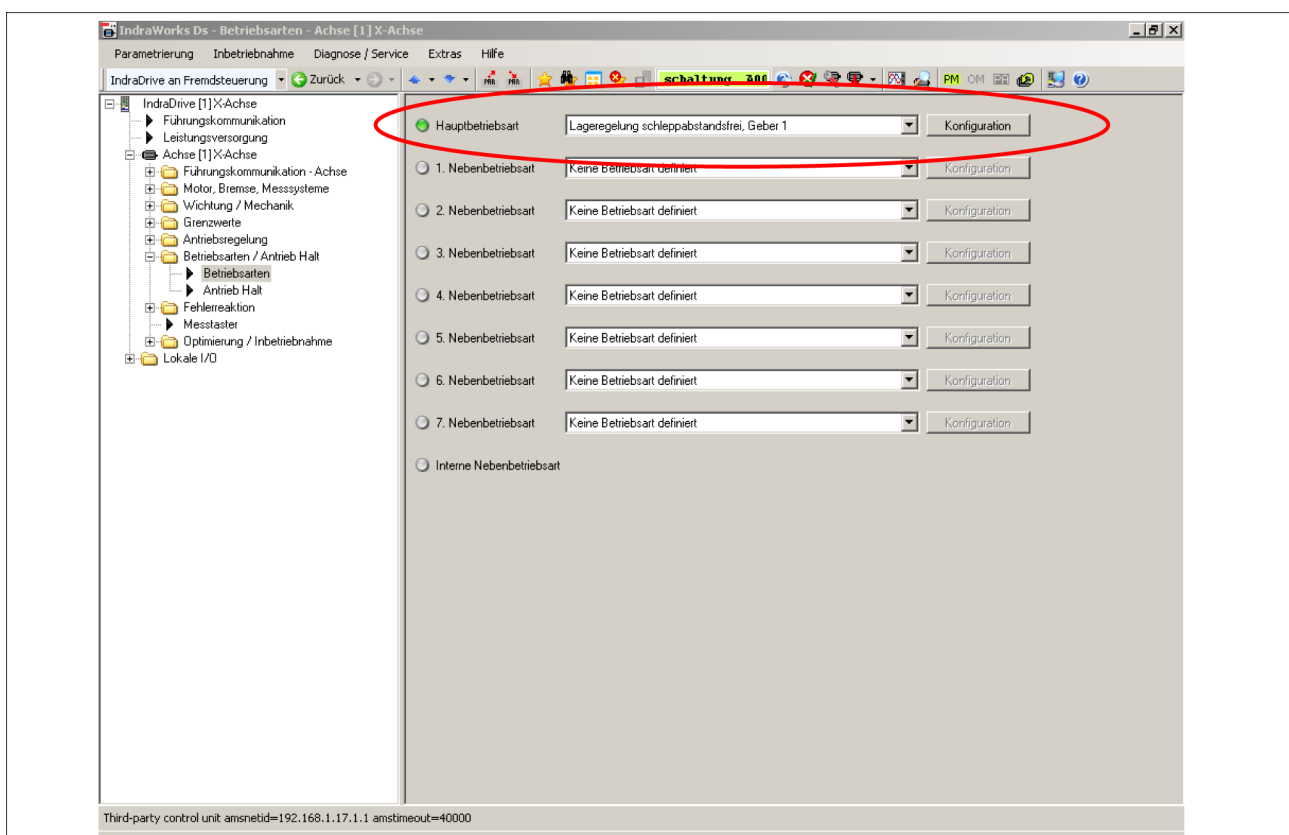 IndraWorks Ds - Betriebsarten - Achse [1] X-Achse
Parametrierung Inbetriebnahme Diagnose / Service Extras Hilfe
IndraDrive an Fremdsteuerung Zurück PAR PAR schaltung PM OM
IndraDrive [1] X-Achse
Führungskommunikation
Leistungsversorgung
Achse [1] X-Achse
Führungskommunikation - Achse
Motor, Bremse, Messsysteme
Wichtung / Mechanik
Grenzwerte
Antriebsregelung
Betriebsarten / Antrieb Halt
Betriebsarten
Antrieb Halt
Fehlerreaktion
Messtaster
Optimierung / Inbetriebnahme
Lokale I/O
Hauptbetriebsart Lageregelung schleppabstandsfrei, Geber 1 Konfiguration
1. Nebenbetriebsart Keine Betriebsart definiert Konfiguration
2. Nebenbetriebsart Keine Betriebsart definiert Konfiguration
3. Nebenbetriebsart Keine Betriebsart definiert Konfiguration
4. Nebenbetriebsart Keine Betriebsart definiert Konfiguration
5. Nebenbetriebsart Keine Betriebsart definiert Konfiguration
6. Nebenbetriebsart Keine Betriebsart definiert Konfiguration
7. Nebenbetriebsart Keine Betriebsart definiert Konfiguration
Interne Nebenbetriebsart
Third-party control unit amsnetid=192.168.1.17.1.1 amstimeout=40000